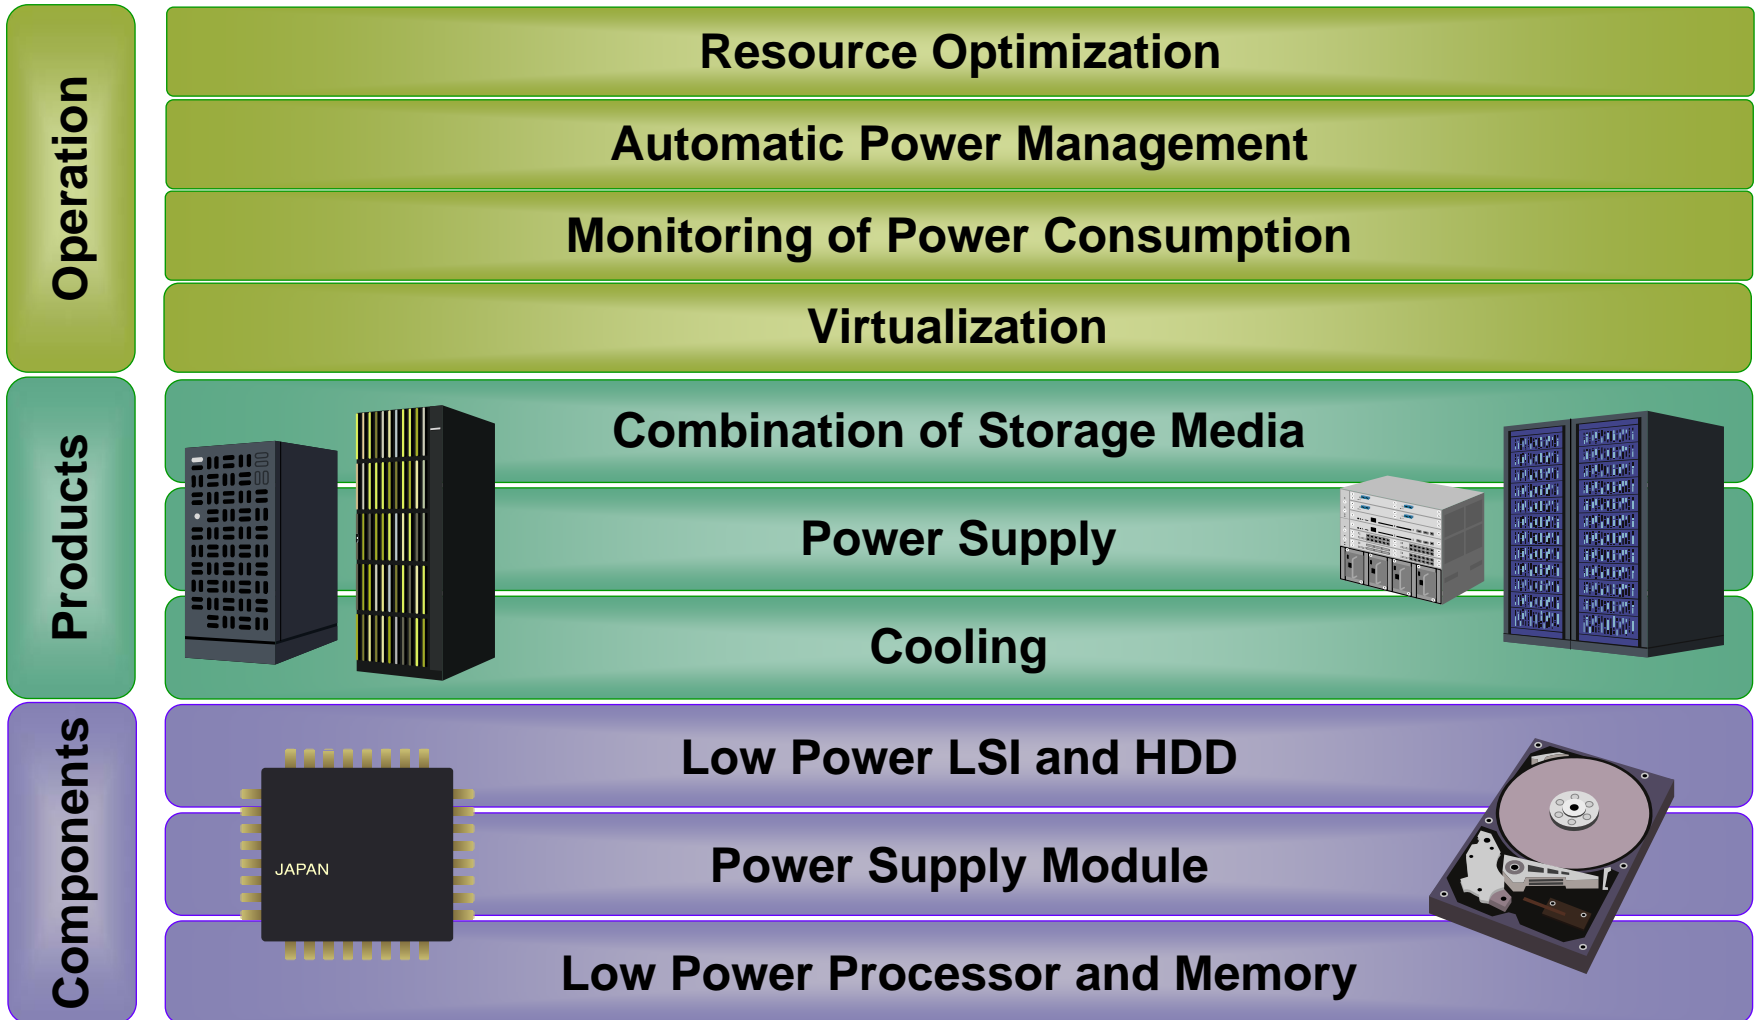 Operation
Resource Optimization
Automatic Power Management
Monitoring of Power Consumption
Virtualization
Products
Combination of Storage Media
Power Supply
Cooling
Components
Low Power LSI and HDD
JAPAN
Power Supply Module
Low Power Processor and Memory